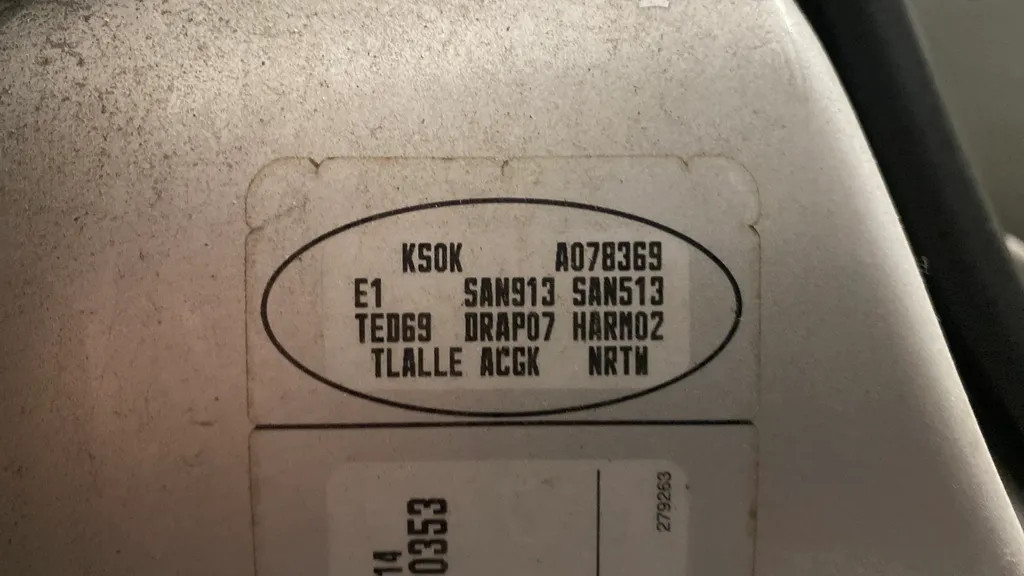 KSOK A078369
E1 SAN913 SAN513
TED69 DRAP07 HARM02
TLALLE ACGK NRTW
14
0353
279263